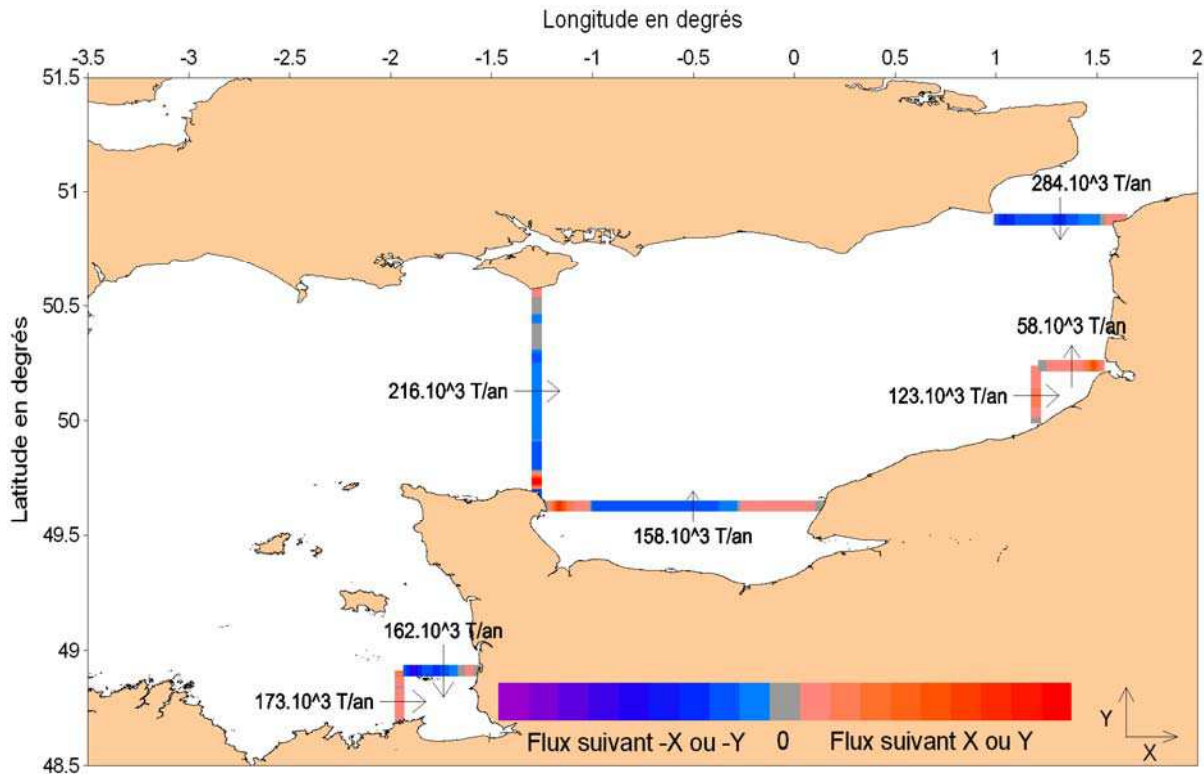 Longitude en degrés
-3.5 -3 -2.5 -2 -1.5 -1 -0.5 0 0.5 1 1.5 2
51.5
51
50.5
50
49.5
49
48.5
Latitude en degrés
284.10^3 T/an
58.10^3 T/an
216.10^3 T/an
123.10^3 T/an
158.10^3 T/an
162.10^3 T/an
173.10^3 T/an
Flux suivant -X ou -Y 0 Flux suivant X ou Y
Y
X